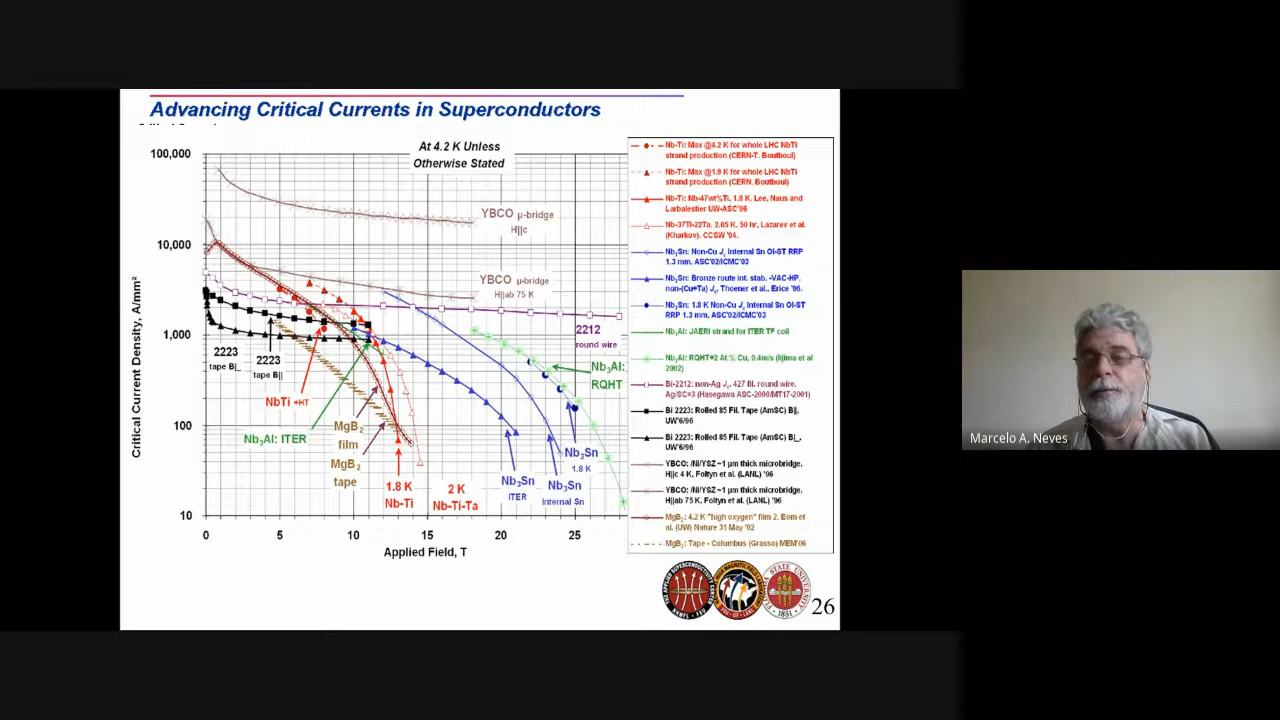 Advancing Critical Currents in Superconductors
At 4.2 K Unless
Otherwise Stated
100,000
10,000
1,000
100
10
Critical Current Density, A/mm²
0
5
10
15
20
25
Applied Field, T
YBCO μ-bridge
H||c
YBCO μ-bridge
H||ab 75 K
2212
round wire
2223
tape B|_
2223
tape B||
NbTi +HT
Nb₃Al: ITER
MgB₂
film
MgB₂
tape
1.8 K
Nb-Ti
2 K
Nb-Ti-Ta
Nb₃Sn
ITER
Nb₃Sn
Internal Sn
Nb₃Sn
1.8 K
Nb₃Al:
RQHT
Nb-Ti: Max @4.2 K for whole LHC NbTi
strand production (CERN-T. Boutboul)
Nb-Ti: Max @1.9 K for whole LHC NbTi
strand production (CERN. Boutboul)
Nb-Ti: Nb-47wt%Ti, 1.8 K. Lee, Naus and
Larbalestier UW-ASC'96
Nb-37Ti-22Ta, 2.05 K, 50 hr, Lazarev et al.
(Kharkov), CCSW '94.
Nb₃Sn: Non-Cu Jc Internal Sn OI-ST RRP
1.3 mm, ASC'02/ICMC'03
Nb₃Sn: Bronze route int. stab. -VAC-HP,
non-(Cu+Ta) Jc, Thoener et al., Erice '96.
Nb₃Sn: 1.8 K Non-Cu Jc Internal Sn OI-ST
RRP 1.3 mm, ASC'02/ICMC'03
Nb₃Al: JAERI strand for ITER TF coil
Nb₃Al: RQHT+2 At.% Cu, 0.4m/s (Iijima et al
2002)
Bi-2212: non-Ag Jc, 427 fil. round wire,
Ag/SC=3 (Hasegawa ASC-2000/MT17-2001)
Bi 2223: Rolled 85 Fil. Tape (AmSC) B||,
UW'6/96
Bi 2223: Rolled 85 Fil. Tape (AmSC) B|_,
UW'6/96
YBCO: /Ni/YSZ ~1 μm thick microbridge,
H||c 4 K, Foltyn et al. (LANL) '96
YBCO: /Ni/YSZ ~1 μm thick microbridge,
H||ab 75 K, Foltyn et al. (LANL) '96
MgB₂: 4.2 K "high oxygen" film 2, Eom et
al. (UW) Nature 31 May '02
MgB₂: Tape - Columbus (Grasso) MEM'06
1851
26
Marcelo A. Neves